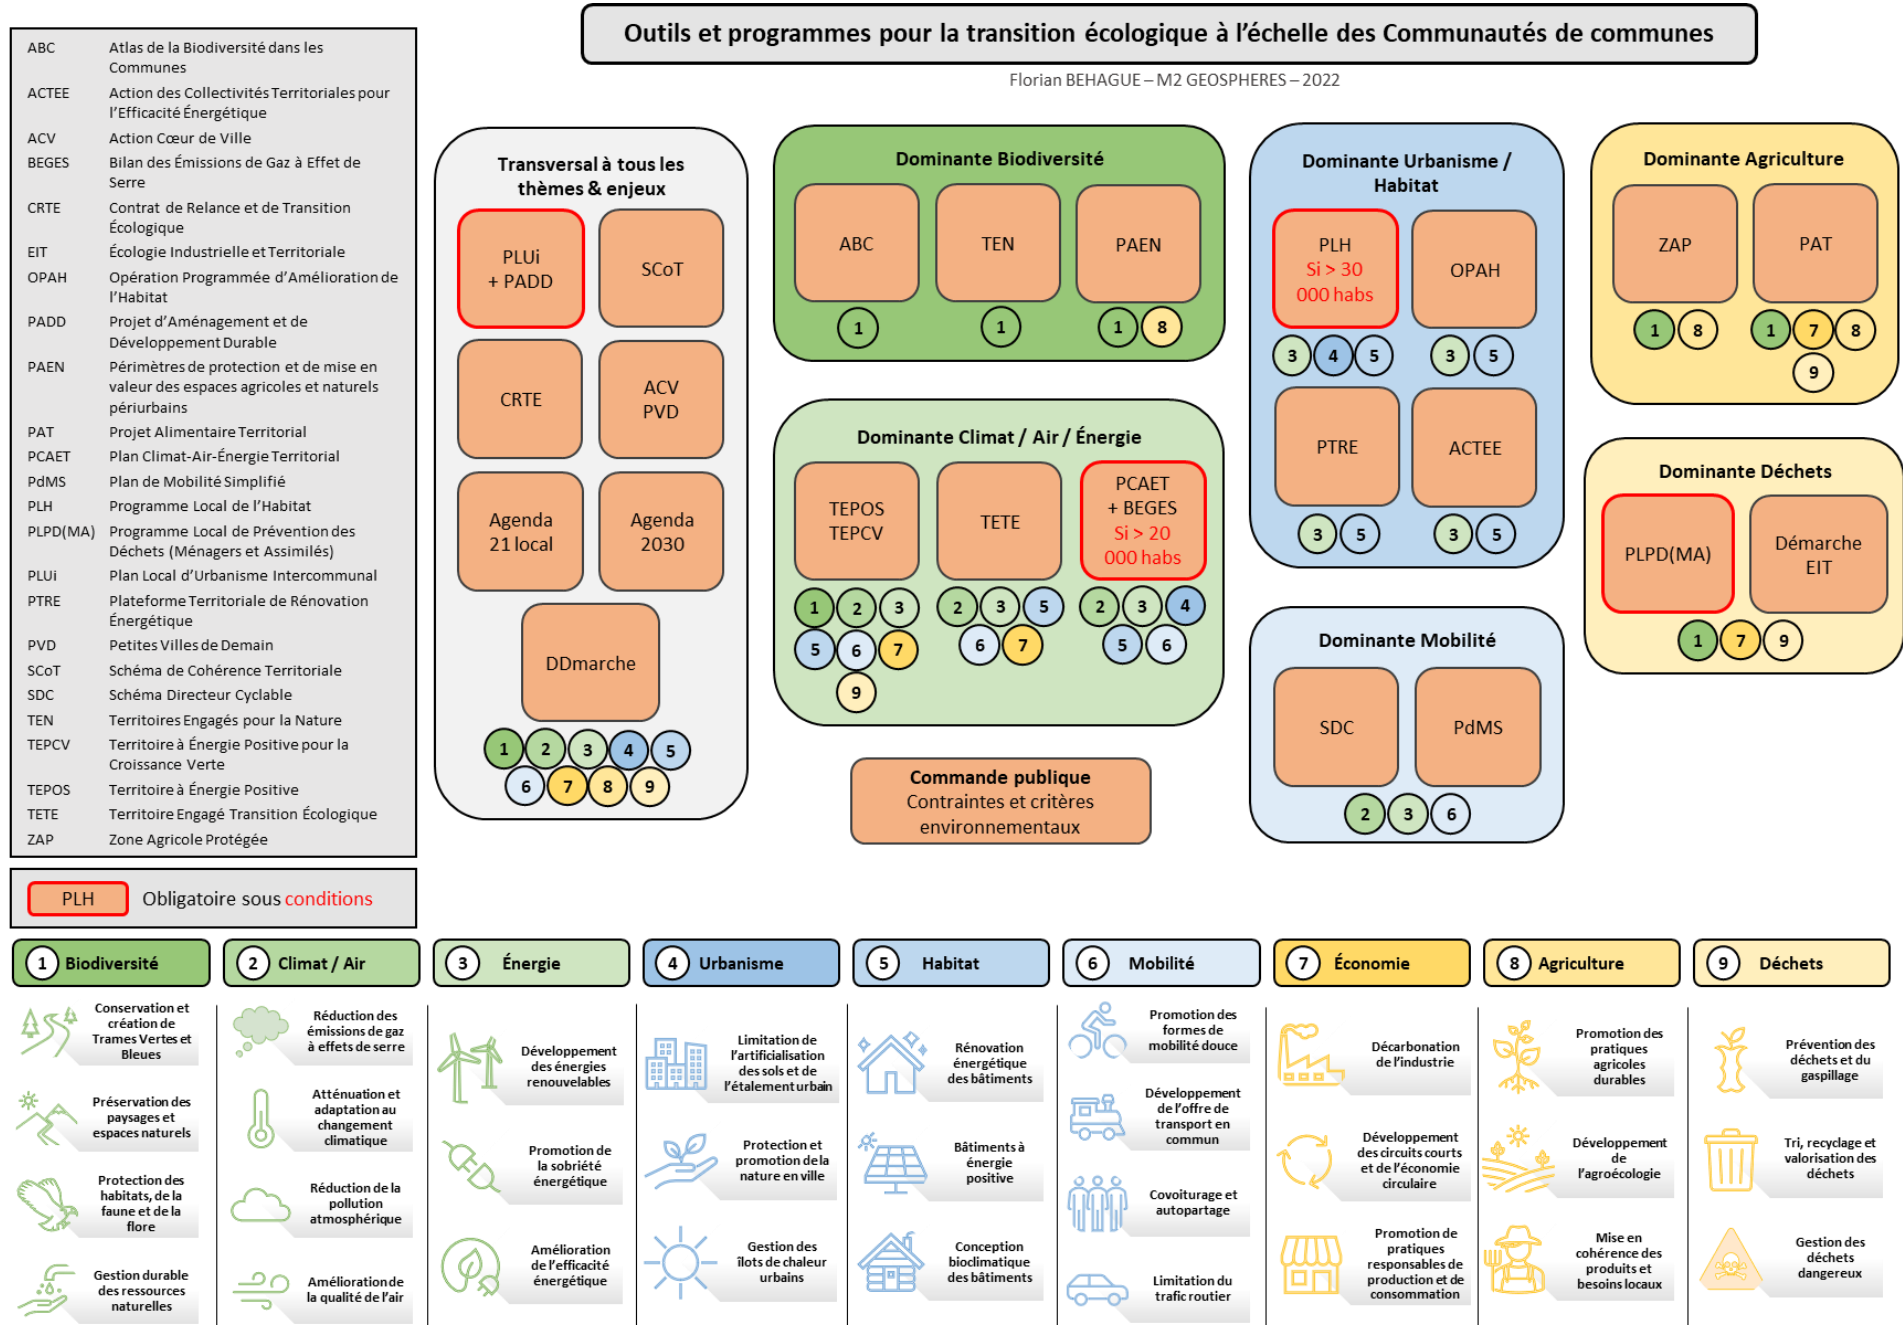 Outils et programmes pour la transition écologique à l'échelle des Communautés de communes
Florian BEHAGUE – M2 GEOSPHERES – 2022
ABC Atlas de la Biodiversité dans les
Communes
ACTEE Action des Collectivités Territoriales pour
l'Efficacité Énergétique
ACV Action Cœur de Ville
BEGES Bilan des Émissions de Gaz à Effet de
Serre
CRTE Contrat de Relance et de Transition
Écologique
EIT Écologie Industrielle et Territoriale
OPAH Opération Programmée d'Amélioration de
l'Habitat
PADD Projet d'Aménagement et de
Développement Durable
PAEN Périmètres de protection et de mise en
valeur des espaces agricoles et naturels
périurbains
PAT Projet Alimentaire Territorial
PCAET Plan Climat-Air-Énergie Territorial
PdMS Plan de Mobilité Simplifié
PLH Programme Local de l'Habitat
PLPD(MA) Programme Local de Prévention des
Déchets (Ménagers et Assimilés)
PLUi Plan Local d'Urbanisme Intercommunal
PTRE Plateforme Territoriale de Rénovation
Énergétique
PVD Petites Villes de Demain
SCoT Schéma de Cohérence Territoriale
SDC Schéma Directeur Cyclable
TEN Territoires Engagés pour la Nature
TEPCV Territoire à Énergie Positive pour la
Croissance Verte
TEPOS Territoire à Énergie Positive
TETE Territoire Engagé Transition Écologique
ZAP Zone Agricole Protégée
PLH Obligatoire sous conditions
Transversal à tous les
thèmes & enjeux
PLUi
+ PADD
SCoT
CRTE
ACV
PVD
Agenda
21 local
Agenda
2030
DDmarche
1 2 3 4 5
6 7 8 9
Dominante Biodiversité
ABC
TEN
PAEN
1
1
1 8
Dominante Climat / Air / Énergie
TEPOS
TEPCV
TETE
PCAET
+ BEGES
Si > 20
000 habs
1 2 3
5 6 7
9
2 3 5
6 7
2 3 4
5 6
Commande publique
Contraintes et critères
environnementaux
Dominante Urbanisme /
Habitat
PLH
Si > 30
000 habs
OPAH
3 4 5
3 5
PTRE
ACTEE
3 5
3 5
Dominante Mobilité
SDC
PdMS
2 3 6
Dominante Agriculture
ZAP
PAT
1 8
1 7 8
9
Dominante Déchets
PLPD(MA)
Démarche
EIT
1 7 9
1 Biodiversité
Conservation et
création de
Trames Vertes et
Bleues
Préservation des
paysages et
espaces naturels
Protection des
habitats, de la
faune et de la
flore
Gestion durable
des ressources
naturelles
2 Climat / Air
Réduction des
émissions de gaz
à effets de serre
Atténuation et
adaptation au
changement
climatique
Réduction de la
pollution
atmosphérique
Amélioration de
la qualité de l'air
3 Énergie
Développement
des énergies
renouvelables
Promotion de
la sobriété
énergétique
Amélioration
de l'efficacité
énergétique
4 Urbanisme
Limitation de
l'artificialisation
des sols et de
l'étalement urbain
Protection et
promotion de la
nature en ville
Gestion des
îlots de chaleur
urbains
5 Habitat
Rénovation
énergétique
des bâtiments
Bâtiments à
énergie
positive
Conception
bioclimatique
des bâtiments
6 Mobilité
Promotion des
formes de
mobilité douce
Développement
de l'offre de
transport en
commun
Covoiturage et
autopartage
Limitation du
trafic routier
7 Économie
Décarbonation
de l'industrie
Développement
des circuits courts
et de l'économie
circulaire
Promotion de
pratiques
responsables de
production et de
consommation
8 Agriculture
Promotion des
pratiques
agricoles
durables
Développement
de
l'agroécologie
Mise en
cohérence des
produits et
besoins locaux
9 Déchets
Prévention des
déchets et du
gaspillage
Tri, recyclage et
valorisation des
déchets
Gestion des
déchets
dangereux